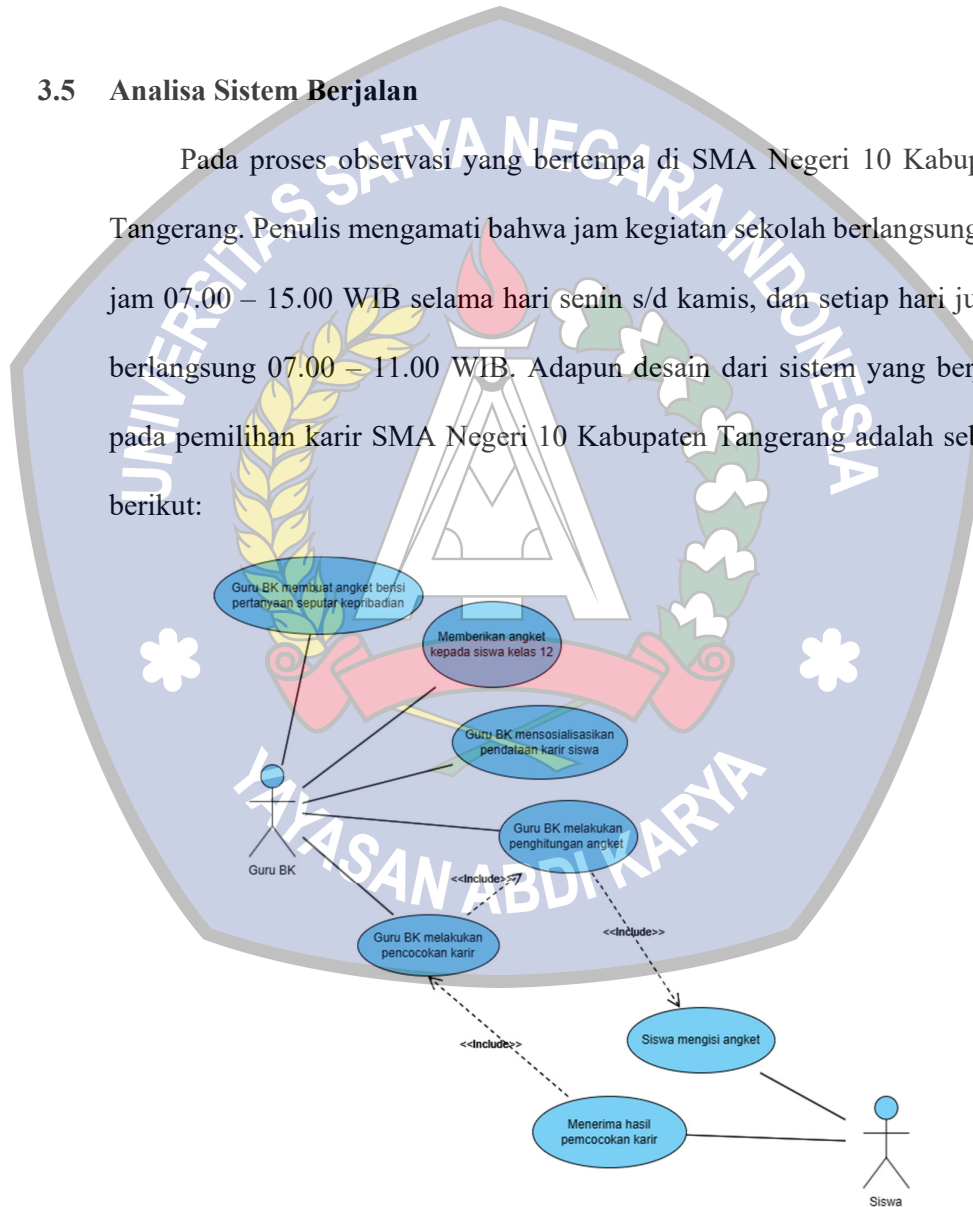 3.5 Analisa Sistem Berjalan
Pada proses observasi yang bertempa di SMA Negeri 10 Kabup
Tangerang. Penulis mengamati bahwa jam kegiatan sekolah berlangsung
jam 07.00 – 15.00 WIB selama hari senin s/d kamis, dan setiap hari ju
berlangsung 07.00 – 11.00 WIB. Adapun desain dari sistem yang ber
pada pemilihan karir SMA Negeri 10 Kabupaten Tangerang adalah seb
berikut:
UNIVERSITAS SATYA NEGARA INDONESIA
Guru BK membuat angket berisi
pertanyaan seputar kepribadian
Memberikan angket
kepada siswa kelas 12
Guru BK mensosialisasikan
pendataan karir siswa
Guru BK melakukan
penghitungan angket
Guru BK
<<Include>>
YAYASAN ABDI KARYA
Guru BK melakukan
pencocokan karir
<<Include>>
Siswa mengisi angket
<<Include>>
Menerima hasil
pemcocokan karir
Siswa